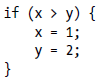 if (x > y) {
    x = 1;
    y = 2;
}